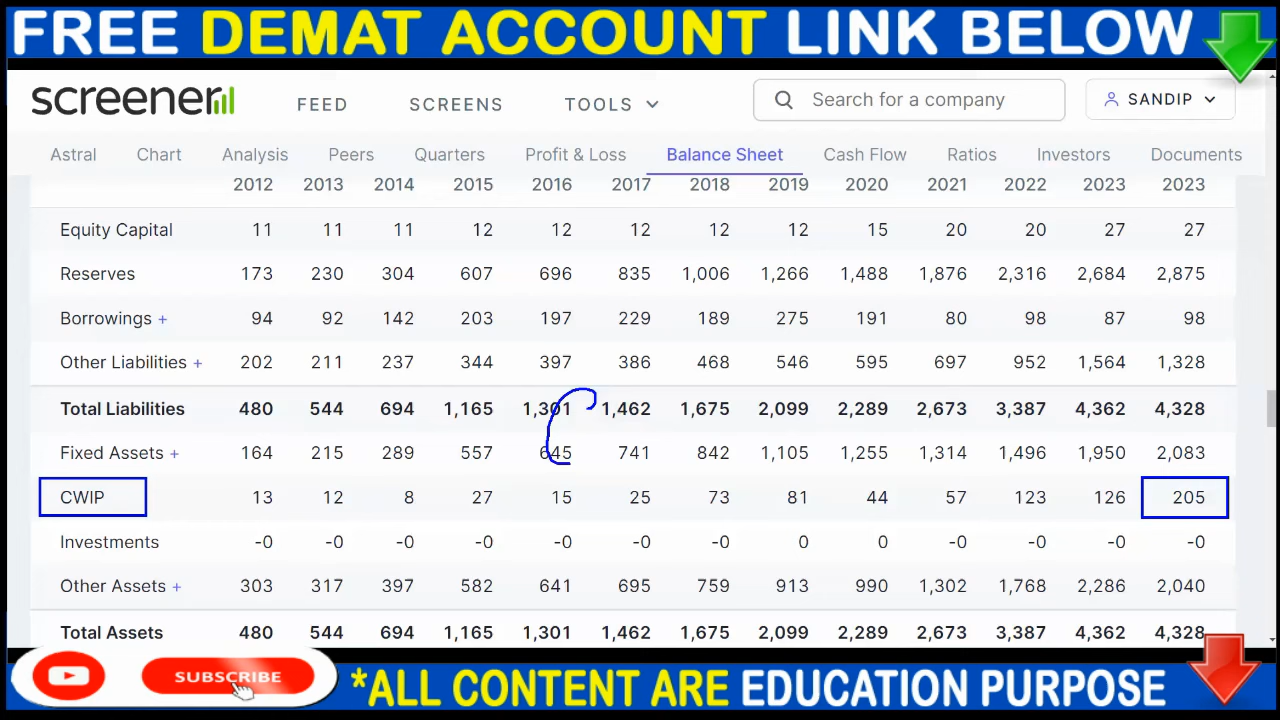 FREE DEMAT ACCOUNT LINK BELOW
screener FEED SCREENS TOOLS Search for a company SANDIP
Astral Chart Analysis Peers Quarters Profit & Loss Balance Sheet Cash Flow Ratios Investors Documents
2012 2013 2014 2015 2016 2017 2018 2019 2020 2021 2022 2023 2023
Equity Capital 11 11 11 12 12 12 12 12 15 20 20 27 27
Reserves 173 230 304 607 696 835 1,006 1,266 1,488 1,876 2,316 2,684 2,875
Borrowings + 94 92 142 203 197 229 189 275 191 80 98 87 98
Other Liabilities + 202 211 237 344 397 386 468 546 595 697 952 1,564 1,328
Total Liabilities 480 544 694 1,165 1,301 1,462 1,675 2,099 2,289 2,673 3,387 4,362 4,328
Fixed Assets + 164 215 289 557 645 741 842 1,105 1,255 1,314 1,496 1,950 2,083
CWIP 13 12 8 27 15 25 73 81 44 57 123 126 205
Investments -0 -0 -0 -0 -0 -0 -0 0 0 -0 -0 -0 -0
Other Assets + 303 317 397 582 641 695 759 913 990 1,302 1,768 2,286 2,040
Total Assets 480 544 694 1,165 1,301 1,462 1,675 2,099 2,289 2,673 3,387 4,362 4,328
SUBSCRIBE *ALL CONTENT ARE EDUCATION PURPOSE